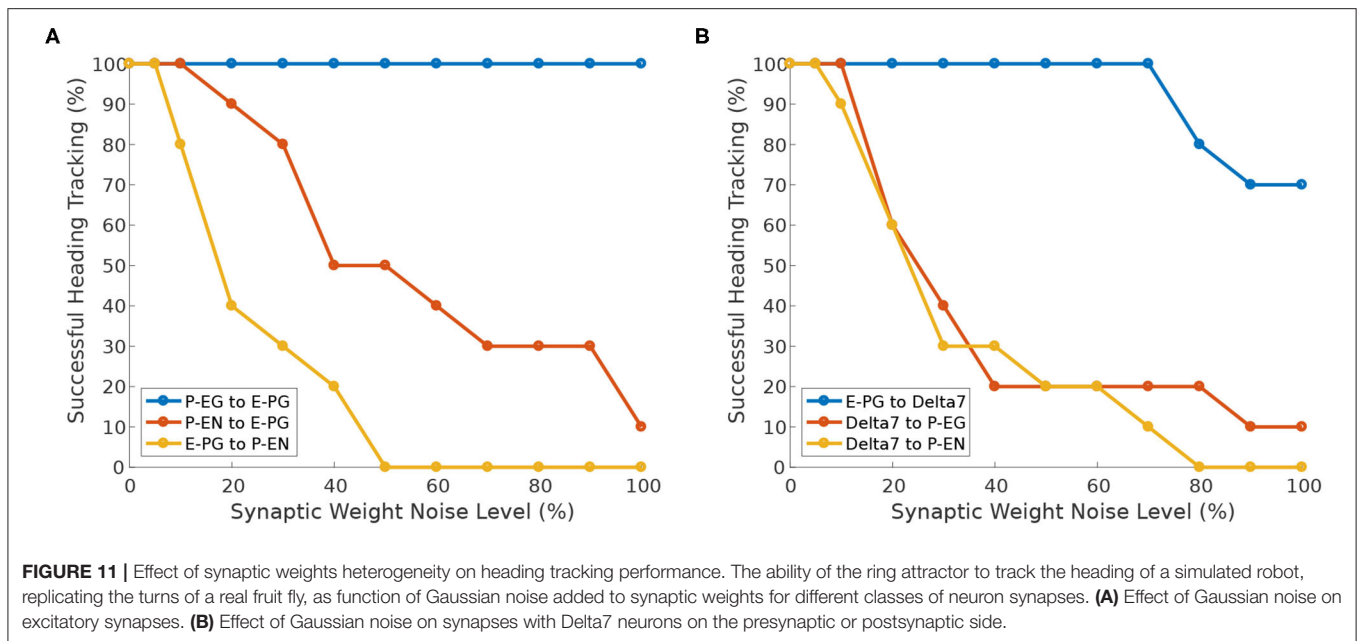 A
B
Successful Heading Tracking (%)
100
90
80
70
60
50
40
30
20
10
0
P-EG to E-PG
P-EN to E-PG
E-PG to P-EN
0 20 40 60 80 100
Synaptic Weight Noise Level (%)
Successful Heading Tracking (%)
100
90
80
70
60
50
40
30
20
10
0
E-PG to Delta7
Delta7 to P-EG
Delta7 to P-EN
0 20 40 60 80 100
Synaptic Weight Noise Level (%)
FIGURE 11 | Effect of synaptic weights heterogeneity on heading tracking performance. The ability of the ring attractor to track the heading of a simulated robot,
replicating the turns of a real fruit fly, as function of Gaussian noise added to synaptic weights for different classes of neuron synapses. (A) Effect of Gaussian noise on
excitatory synapses. (B) Effect of Gaussian noise on synapses with Delta7 neurons on the presynaptic or postsynaptic side.